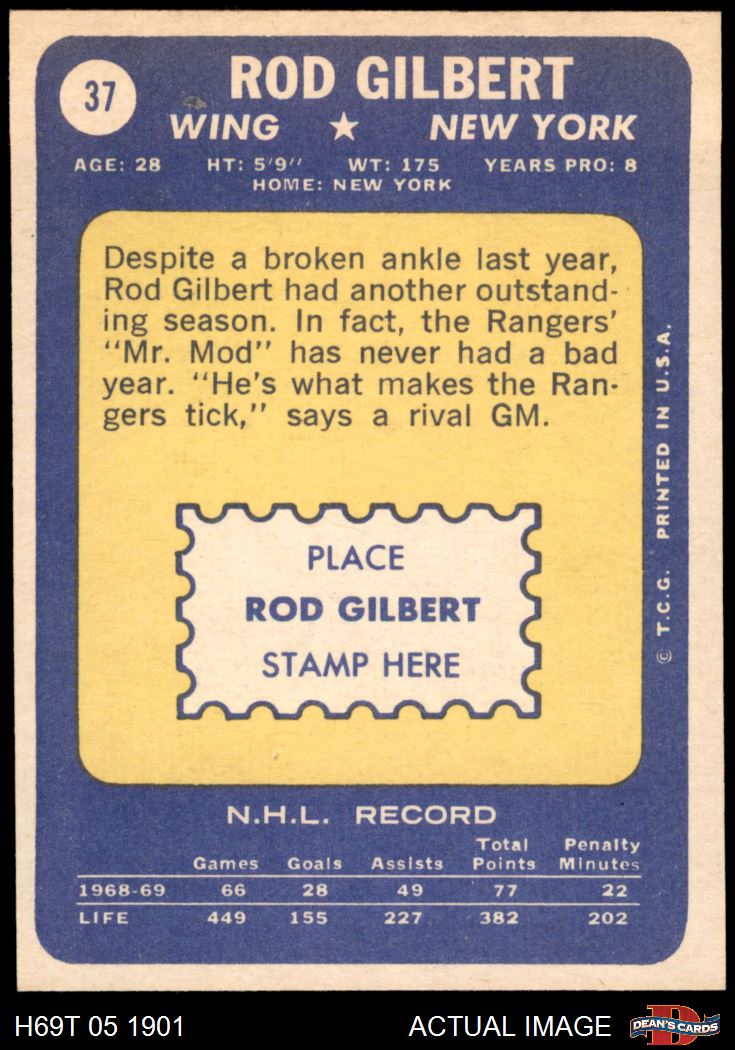 37
ROD GILBERT
WING ★ NEW YORK
AGE: 28 HT: 5'9'' WT: 175 YEARS PRO: 8
HOME: NEW YORK
Despite a broken ankle last year,
Rod Gilbert had another outstand-
ing season. In fact, the Rangers'
"Mr. Mod" has never had a bad
year. "He's what makes the Ran-
gers tick," says a rival GM.
PLACE
ROD GILBERT
STAMP HERE
© T.C.G. PRINTED IN U.S.A.
N.H.L. RECORD
Total Penalty
Games Goals Assists Points Minutes
1968-69 66 28 49 77 22
LIFE 449 155 227 382 202
H69T 05 1901 ACTUAL IMAGE D DEAN'S CARDS